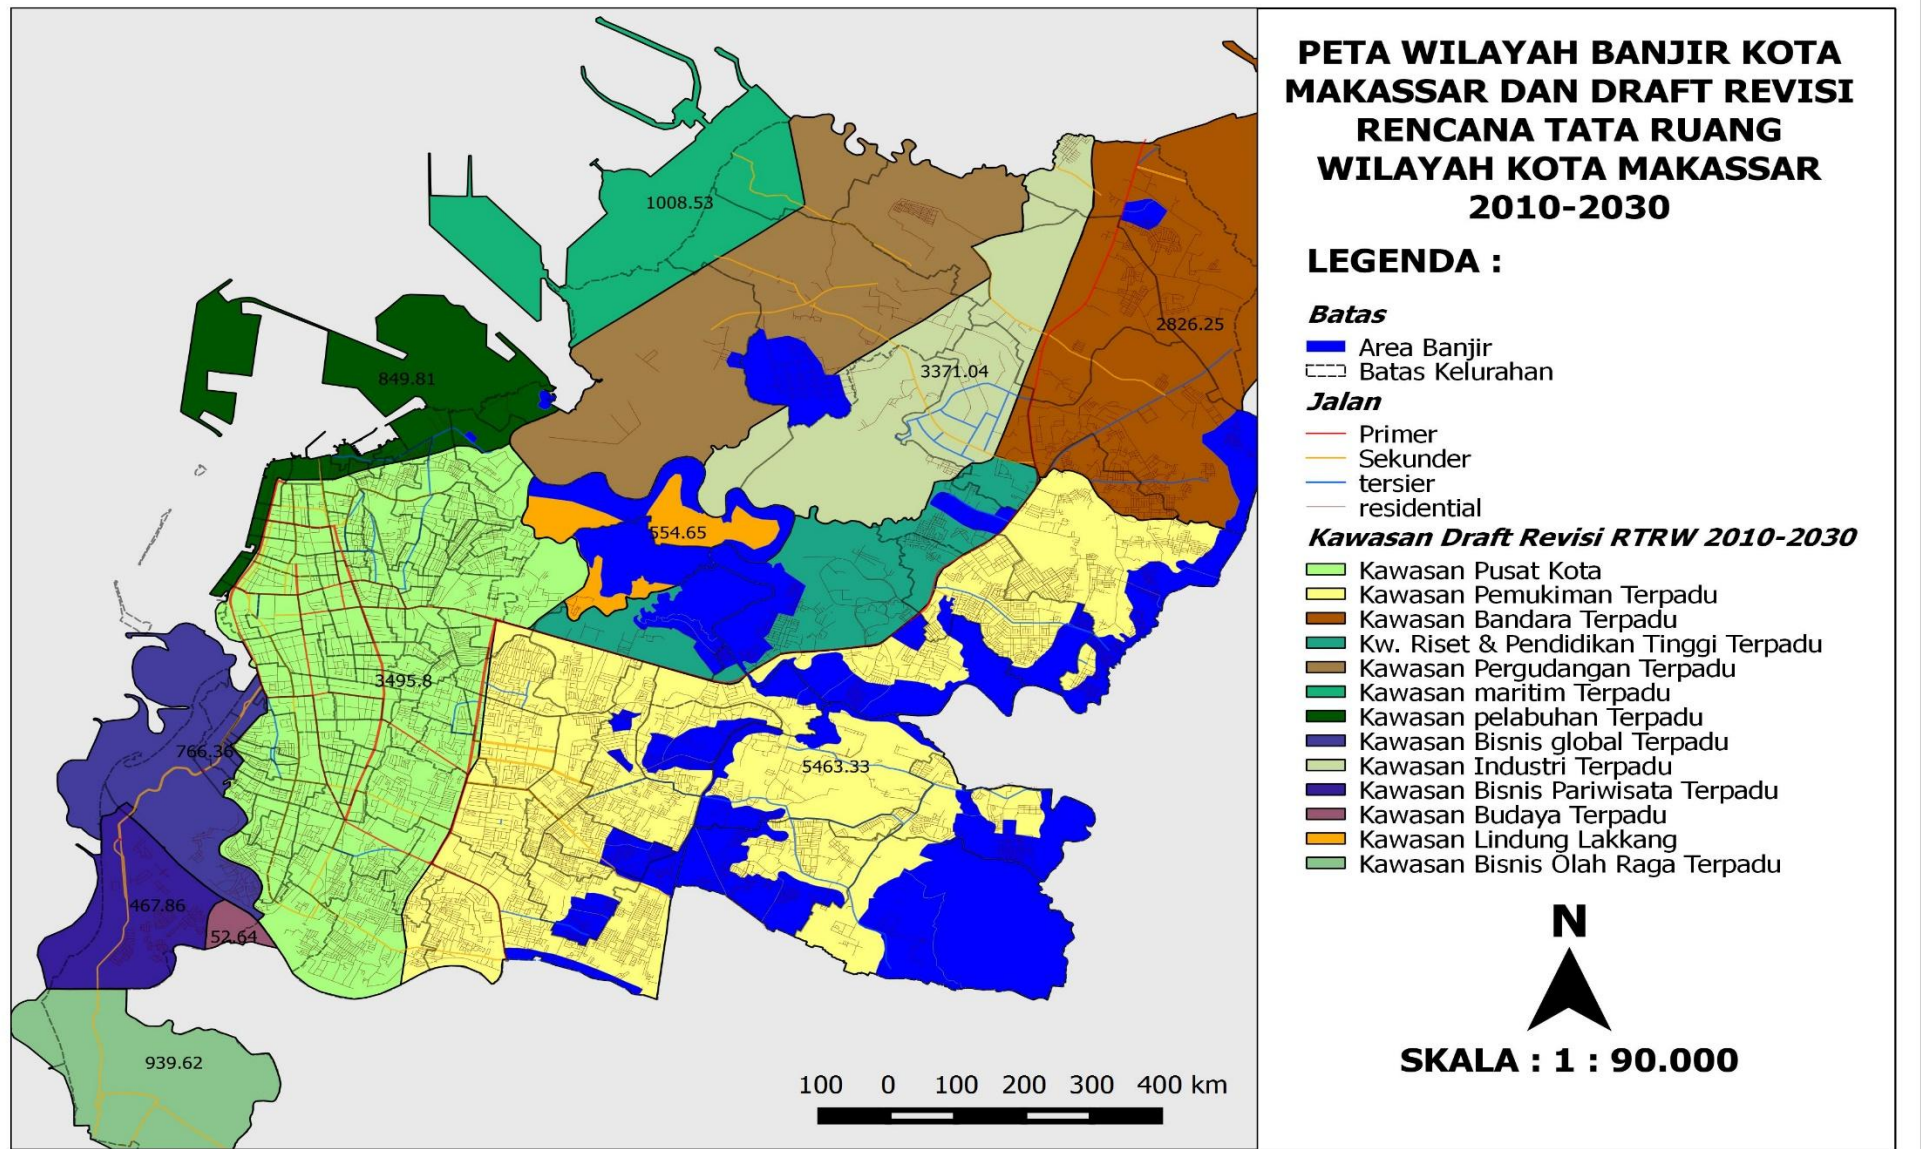 PETA WILAYAH BANJIR KOTA
MAKASSAR DAN DRAFT REVISI
RENCANA TATA RUANG
WILAYAH KOTA MAKASSAR
2010-2030
LEGENDA :
Batas
Area Banjir
Batas Kelurahan
Jalan
Primer
Sekunder
tersier
residential
Kawasan Draft Revisi RTRW 2010-2030
Kawasan Pusat Kota
Kawasan Pemukiman Terpadu
Kawasan Bandara Terpadu
Kw. Riset & Pendidikan Tinggi Terpadu
Kawasan Pergudangan Terpadu
Kawasan maritim Terpadu
Kawasan pelabuhan Terpadu
Kawasan Bisnis global Terpadu
Kawasan Industri Terpadu
Kawasan Bisnis Pariwisata Terpadu
Kawasan Budaya Terpadu
Kawasan Lindung Lakkang
Kawasan Bisnis Olah Raga Terpadu
N
SKALA : 1 : 90.000
1008.53
2826.25
3371.04
849.81
554.65
3495.8
766.36
5463.33
467.86
52.64
939.62
100 0 100 200 300 400 km